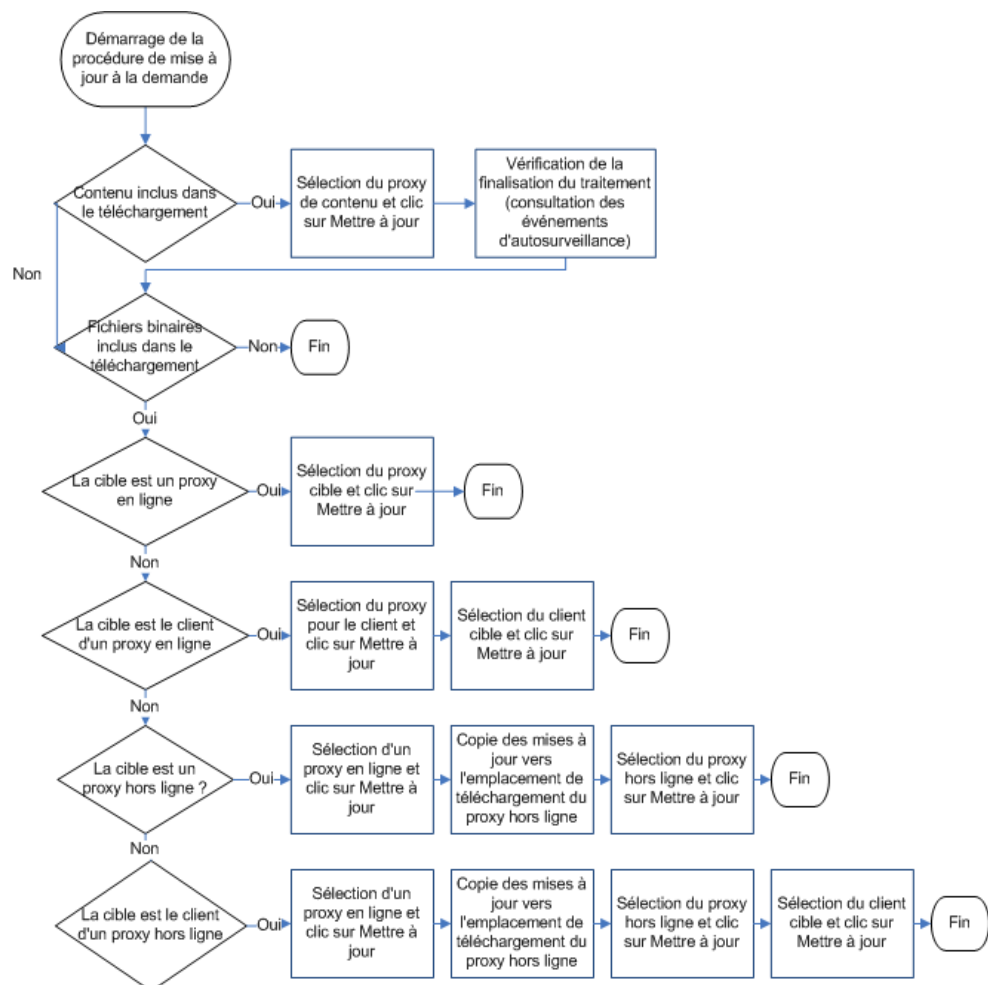 Démarrage de la
procédure de mise à
jour à la demande
Contenu inclus dans
le téléchargement
Oui
Sélection du proxy
de contenu et clic
sur Mettre à jour
Vérification de la
finalisation du traitement
(consultation des
événements
d'autosurveillance)
Non
Fichiers binaires
inclus dans le
téléchargement
Non
Fin
Oui
La cible est un proxy
en ligne
Oui
Sélection du proxy
cible et clic sur
Mettre à jour
Fin
Non
La cible est le client
d'un proxy en ligne
Oui
Sélection du proxy
pour le client et
clic sur Mettre à
jour
Sélection du client
cible et clic sur
Mettre à jour
Fin
Non
La cible est un
proxy hors ligne ?
Oui
Sélection d'un
proxy en ligne et
clic sur Mettre à
jour
Copie des mises à
jour vers
l'emplacement de
téléchargement du
proxy hors ligne
Sélection du proxy
hors ligne et clic
sur Mettre à jour
Fin
Non
La cible est le client
d'un proxy hors ligne
Oui
Sélection d'un
proxy en ligne et
clic sur Mettre à
jour
Copie des mises à
jour vers
l'emplacement de
téléchargement du
proxy hors ligne
Sélection du proxy
hors ligne et clic
sur Mettre à jour
Sélection du client
cible et clic sur
Mettre à jour
Fin